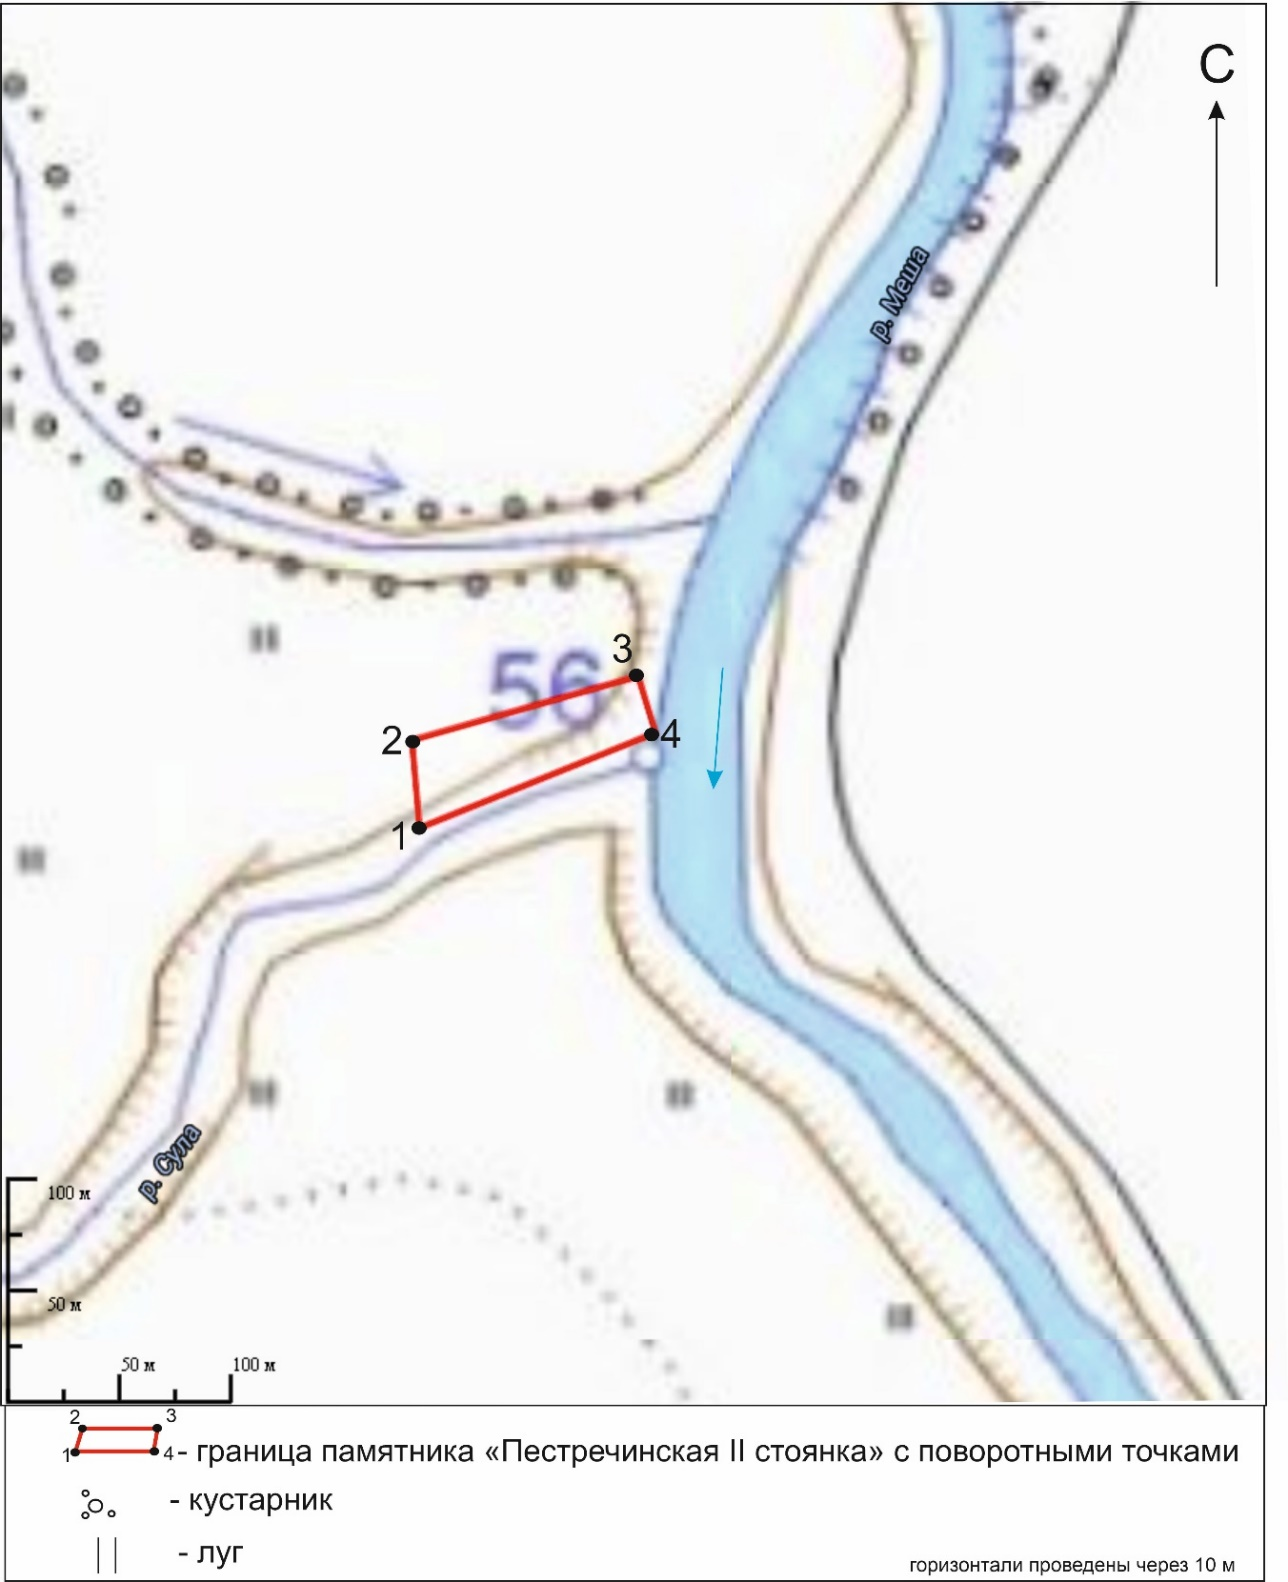 С
р. Меша
56
3
2
4
1
р. Сула
100 м
50 м
50 м 100 м
2 3
1 4 - граница памятника «Пестречинская II стоянка» с поворотными точками
- кустарник
- луг
горизонтали проведены через 10 м